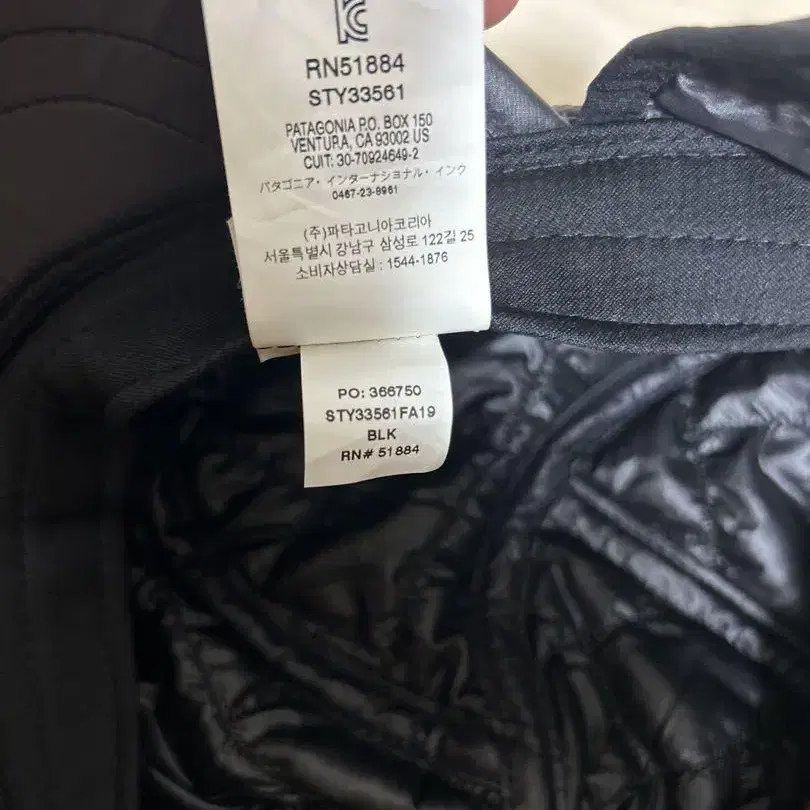 RN51884
STY33561
PATAGONIA P.O. BOX 150
VENTURA, CA 93002 US
CUIT: 30-70924649-2
パタゴニア・インターナショナル・インク
0467-23-8961
(주)파타고니아코리아
서울특별시 강남구 삼성로 122길 25
소비자상담실 : 1544-1876
PO: 366750
STY33561FA19
BLK
RN# 51884